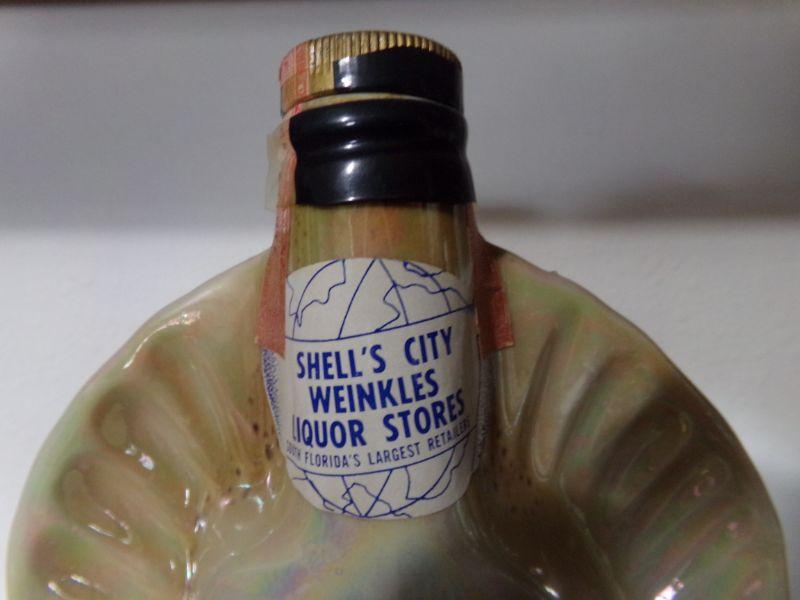 SHELL'S CITY
WEINKLES
LIQUOR STORES
SOUTH FLORIDA'S LARGEST RETAILERS